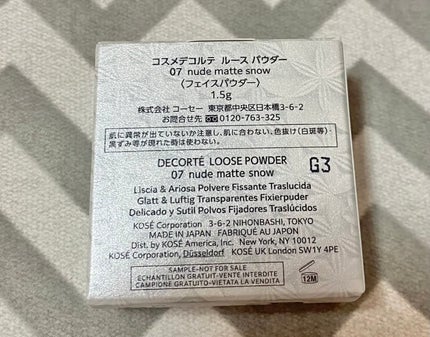 コスメデコルテ ルース パウダー
07 nude matte snow
〈フェイスパウダー〉
1.5g
株式会社 コーセー 東京都中央区日本橋3-6-2
お問合せ先 0120-763-325
肌に異常が出ていないか注意し、肌に合わない、色抜け(白斑等)・
黒ずみ等が現れた時は使わない。
DECORTÉ LOOSE POWDER
07 nude matte snow
G3
Liscia & Ariosa Polvere Fissante Traslucida
Glatt & Luftig Transparentes Fixierpuder
Delicado y Sutil Polvos Fijadores Traslúcidos
KOSÉ Corporation 3-6-2 NIHONBASHI, TOKYO
MADE IN JAPAN FABRIQUÉ AU JAPON
Dist. by KOSÉ America, Inc. New York, NY 10012
KOSÉ Corporation, Düsseldorf KOSÉ UK London SW1Y 4PE
SAMPLE-NOT FOR SALE
ECHANTILLON GRATUIT-VENTE INTERDITE
CAMPIONE GRATUITO-VIETATA LA VENDITA
12M